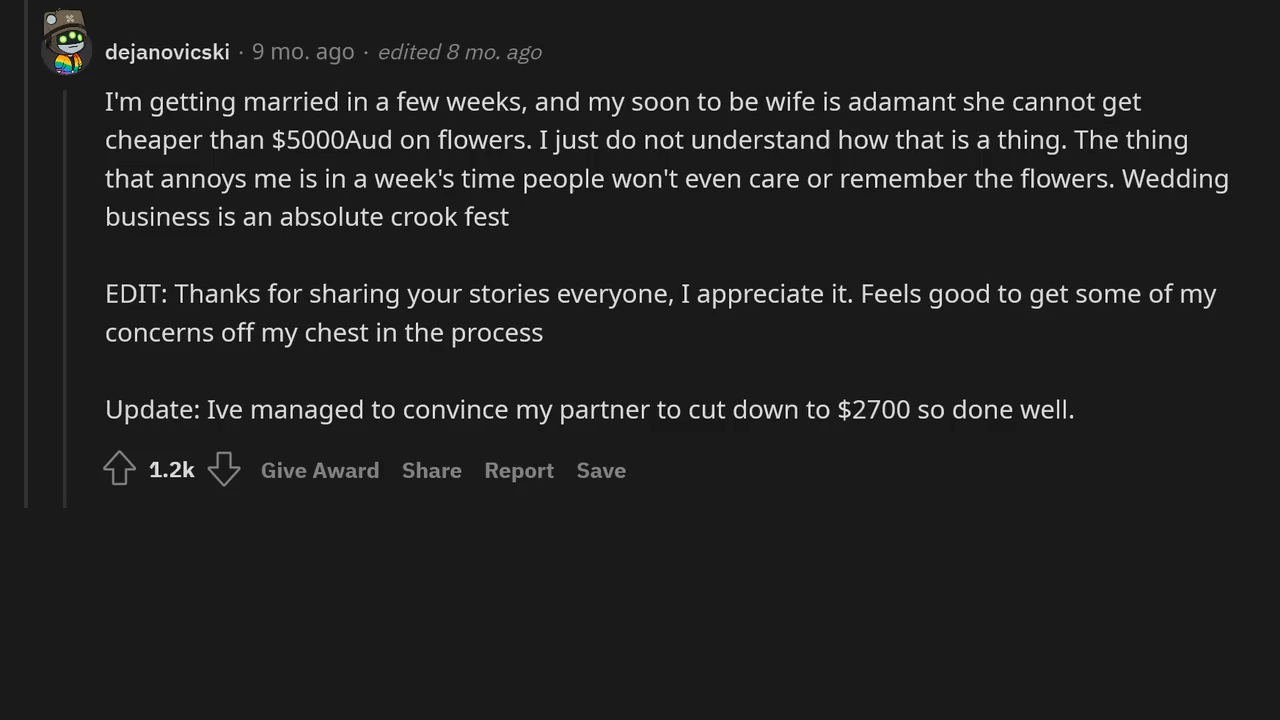 dejanovicski · 9 mo. ago · edited 8 mo. ago
I'm getting married in a few weeks, and my soon to be wife is adamant she cannot get
cheaper than $5000Aud on flowers. I just do not understand how that is a thing. The thing
that annoys me is in a week's time people won't even care or remember the flowers. Wedding
business is an absolute crook fest
EDIT: Thanks for sharing your stories everyone, I appreciate it. Feels good to get some of my
concerns off my chest in the process
Update: Ive managed to convince my partner to cut down to $2700 so done well.
1.2k Give Award Share Report Save